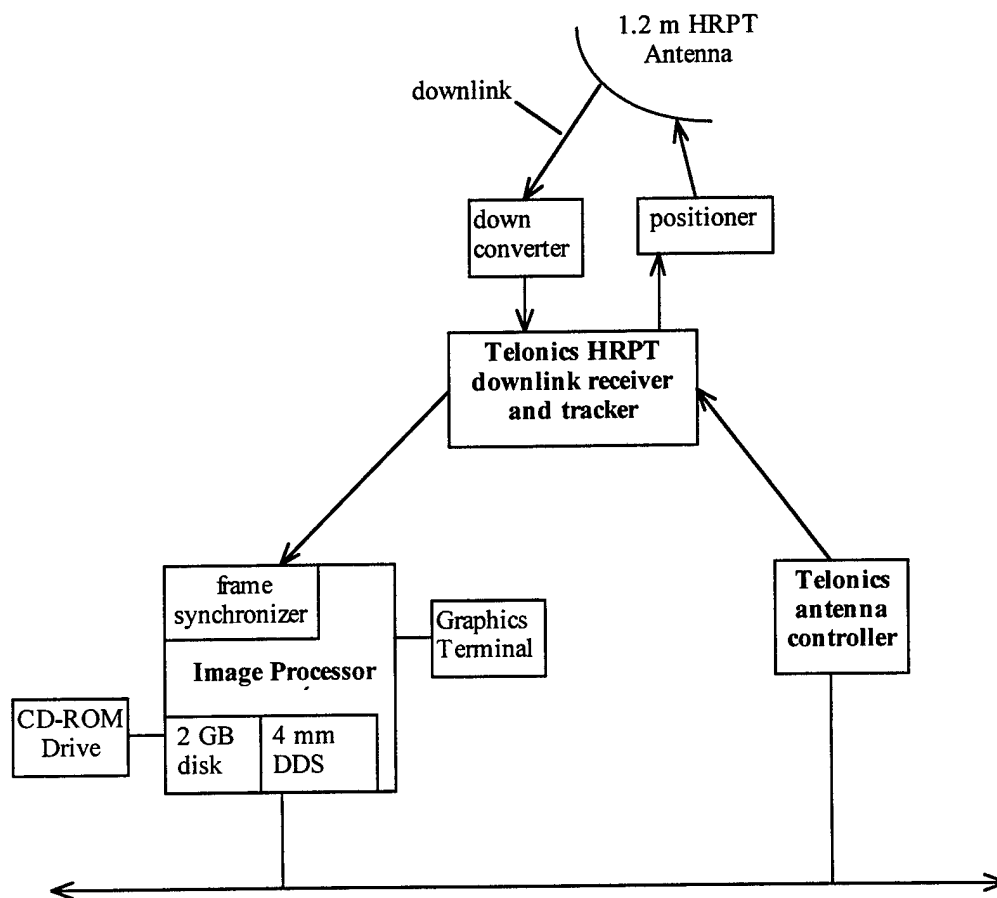 1.2 m HRPT
Antenna
downlink
down
converter
positioner
Telonics HRPT
downlink receiver
and tracker
frame
synchronizer
Image Processor
Graphics
Terminal
Telonics
antenna
controller
CD-ROM
Drive
2 GB
disk
4 mm
DDS